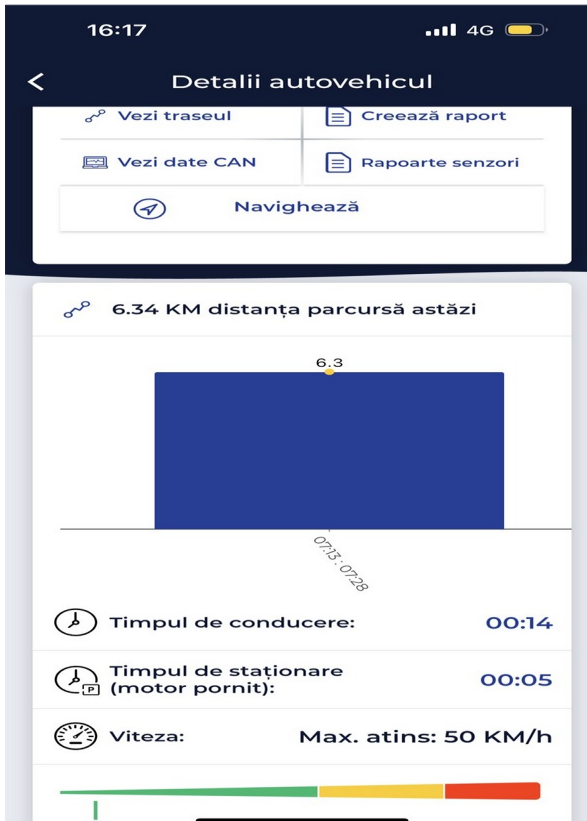 16:17
4G
Detalii autovehicul
Vezi traseul
Creează raport
Vezi date CAN
Rapoarte senzori
Navighează
6.34 KM distanța parcursă astăzi
6.3
07:13 : 07:28
Timpul de conducere: 00:14
Timpul de staționare
(motor pornit): 00:05
P
Viteza: Max. atins: 50 KM/h